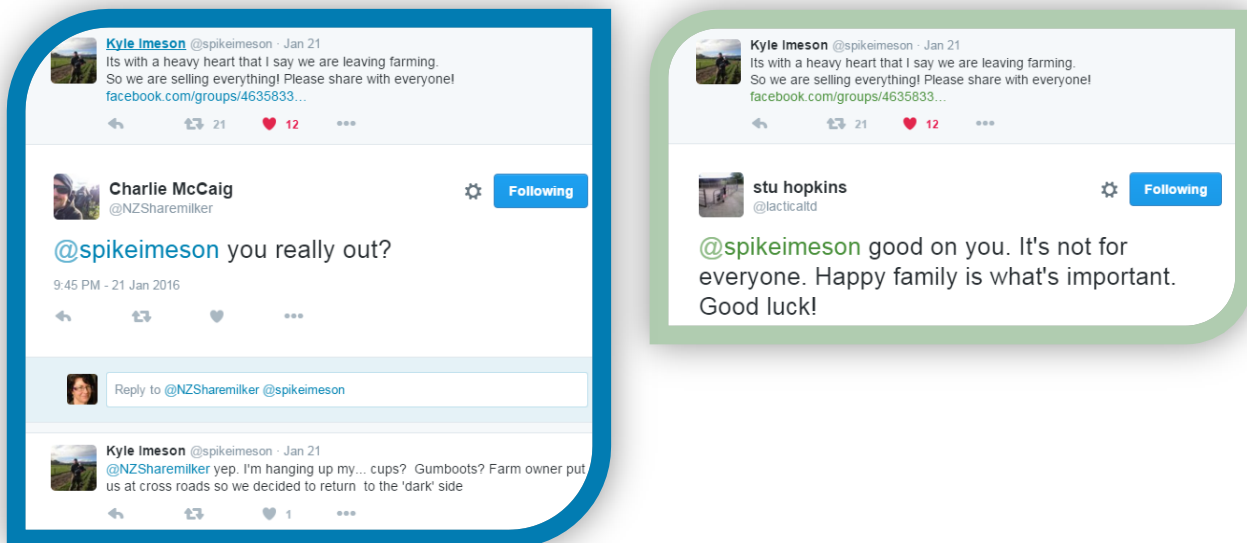 Kyle Imeson @spikeimeson · Jan 21
Its with a heavy heart that I say we are leaving farming.
So we are selling everything! Please share with everyone!
facebook.com/groups/4635833...
21 12
Charlie McCaig
@NZSharemilker
Following
@spikeimeson you really out?
9:45 PM - 21 Jan 2016
Reply to @NZSharemilker @spikeimeson
Kyle Imeson @spikeimeson · Jan 21
@NZSharemilker yep. I'm hanging up my... cups? Gumboots? Farm owner put
us at cross roads so we decided to return to the 'dark' side
1
Kyle Imeson @spikeimeson · Jan 21
Its with a heavy heart that I say we are leaving farming.
So we are selling everything! Please share with everyone!
facebook.com/groups/4635833...
21 12
stu hopkins
@lacticaltd
Following
@spikeimeson good on you. It's not for
everyone. Happy family is what's important.
Good luck!